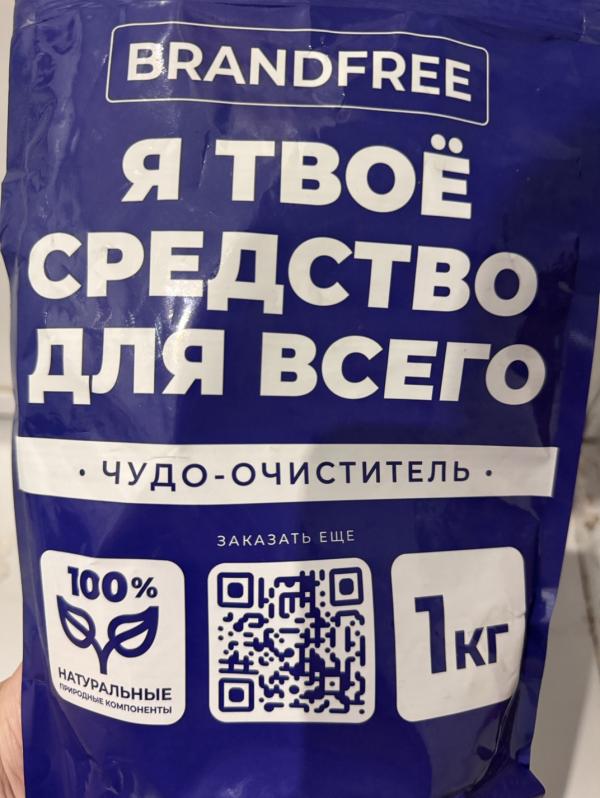 BRANDFREE
Я ТВОЁ
СРЕДСТВО
ДЛЯ ВСЕГО
· ЧУДО-ОЧИСТИТЕЛЬ ·
ЗАКАЗАТЬ ЕЩЕ
100%
НАТУРАЛЬНЫЕ
ПРИРОДНЫЕ КОМПОНЕНТЫ
1кг